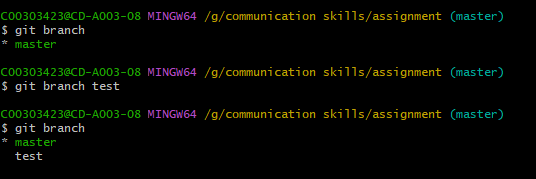 C00303423@CD-A003-08 MINGW64 /g/communication skills/assignment (master)
$ git branch
* master
C00303423@CD-A003-08 MINGW64 /g/communication skills/assignment (master)
$ git branch test
C00303423@CD-A003-08 MINGW64 /g/communication skills/assignment (master)
$ git branch
* master
test